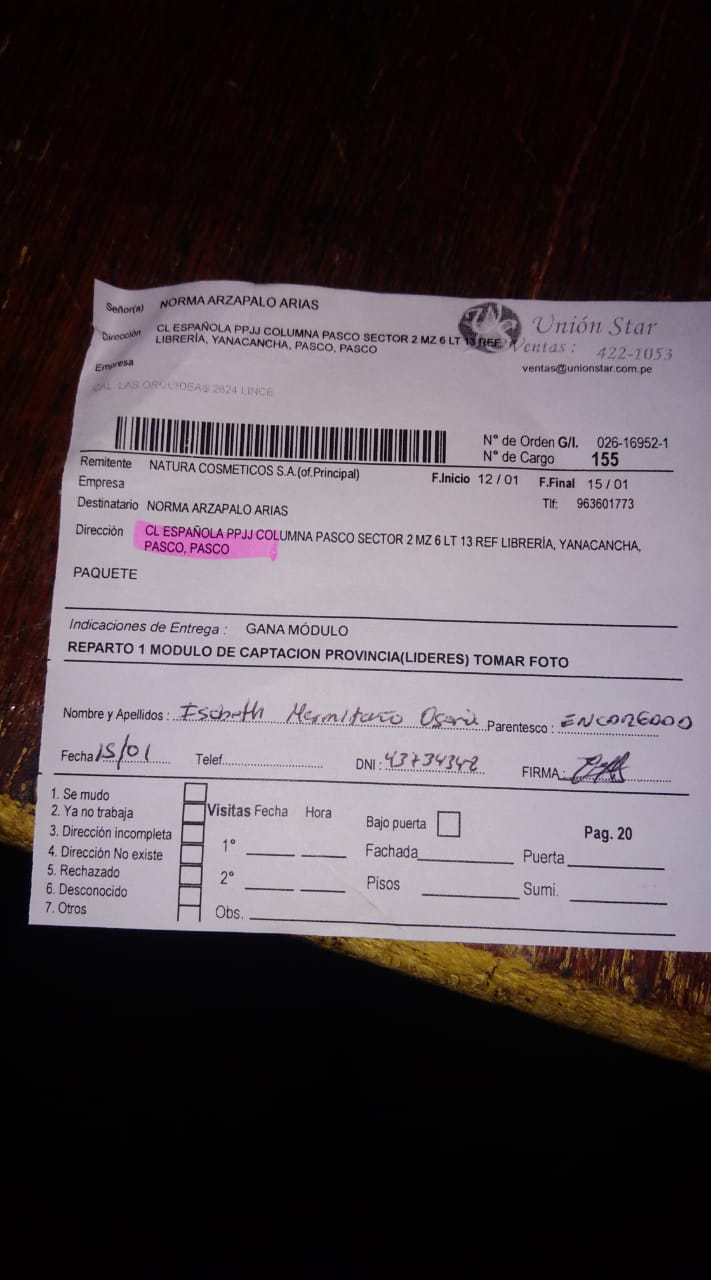 Señor(a) NORMA ARZAPALO ARIAS
Dirección CL ESPAÑOLA PPJJ COLUMNA PASCO SECTOR 2 MZ 6 LT 13 REF
LIBRERÍA, YANACANCHA, PASCO, PASCO
Empresa
CAL. LAS ORQUIDEAS 2624 LINCE
Unión Star
Ventas : 422-1053
ventas@unionstar.com.pe
N° de Orden G/I. 026-16952-1
N° de Cargo 155
Remitente NATURA COSMETICOS S.A.(of.Principal) F.Inicio 12 / 01 F.Final 15 / 01
Empresa Tlf: 963601773
Destinatario NORMA ARZAPALO ARIAS
Dirección CL ESPAÑOLA PPJJ COLUMNA PASCO SECTOR 2 MZ 6 LT 13 REF LIBRERÍA, YANACANCHA,
PASCO, PASCO
PAQUETE
Indicaciones de Entrega : GANA MÓDULO
REPARTO 1 MODULO DE CAPTACION PROVINCIA(LIDERES) TOMAR FOTO
Nombre y Apellidos : Isabeth Hermitaño Parentesco : ENCARGADO
Fecha 15/01 Telef. DNI : 43734342 FIRMA:
1. Se mudo
2. Ya no trabaja
3. Dirección incompleta
4. Dirección No existe
5. Rechazado
6. Desconocido
7. Otros
Visitas Fecha Hora
1°
2°
Obs.
Bajo puerta
Fachada
Pisos
Pag. 20
Puerta
Sumi.